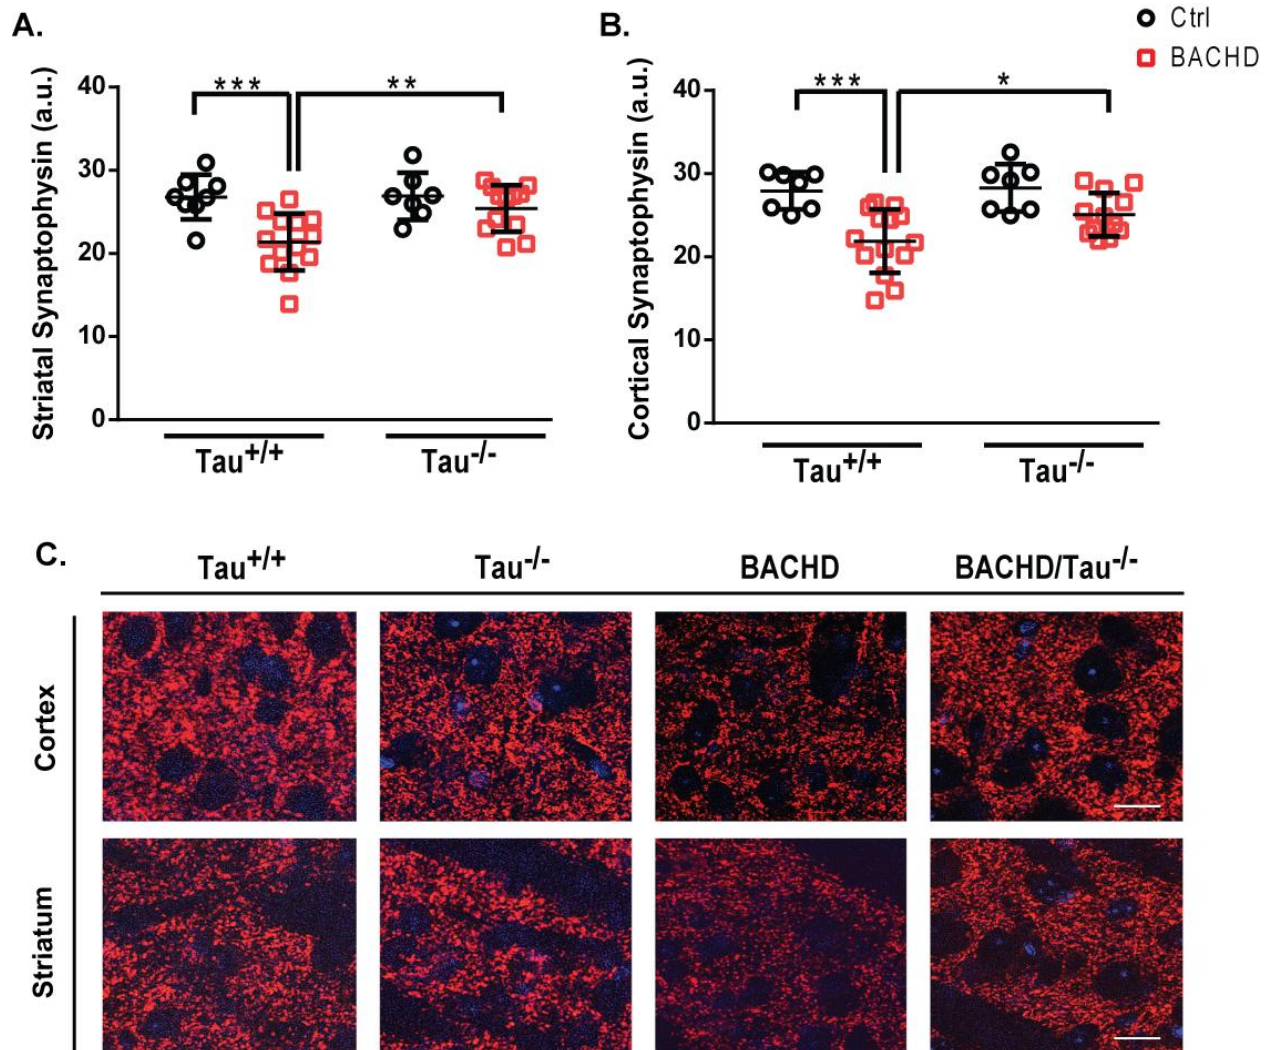 A.
B.
Ctrl
BACHD
Striatal Synaptophysin (a.u.)
40
30
20
10
0
***
**
Tau+/+
Tau-/-
Cortical Synaptophysin (a.u.)
40
30
20
10
0
***
*
Tau+/+
Tau-/-
C.
Tau+/+
Tau-/-
BACHD
BACHD/Tau-/-
Cortex
Striatum